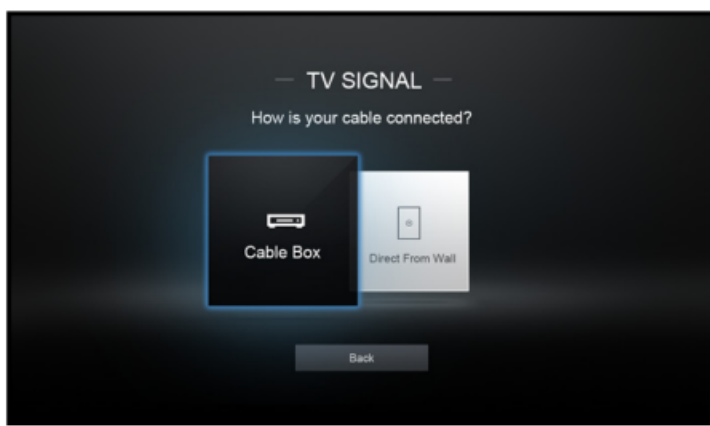 TV SIGNAL
How is your cable connected?
Cable Box
Direct From Wall
Back